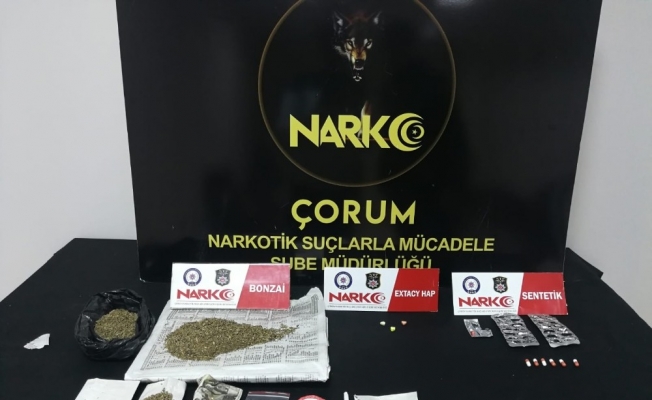 NARKO
ÇORUM
NARKOTİK SUÇLARLA MÜCADELE
ŞUBE MÜDÜRLÜĞÜ
NARKO BONZAİ
NARKO EXTACY HAP
NARKO SENTETİK